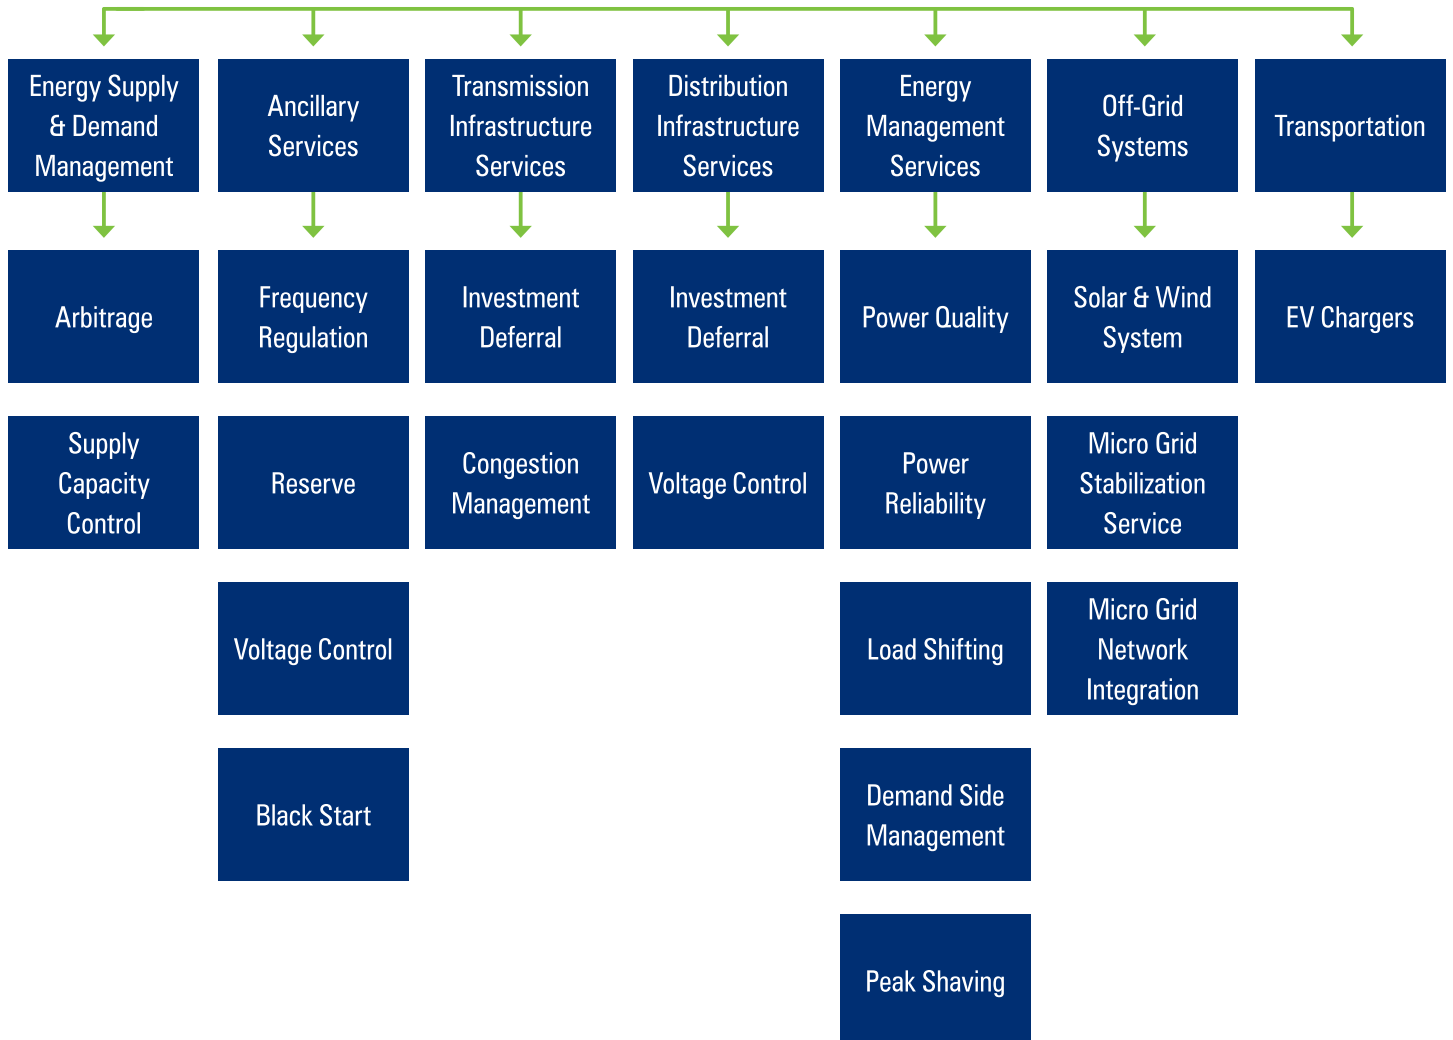 Energy Supply
& Demand
Management
Ancillary
Services
Transmission
Infrastructure
Services
Distribution
Infrastructure
Services
Energy
Management
Services
Off-Grid
Systems
Transportation
Arbitrage
Frequency
Regulation
Investment
Deferral
Investment
Deferral
Power Quality
Solar & Wind
System
EV Chargers
Supply
Capacity
Control
Reserve
Congestion
Management
Voltage Control
Power
Reliability
Micro Grid
Stabilization
Service
Voltage Control
Load Shifting
Micro Grid
Network
Integration
Black Start
Demand Side
Management
Peak Shaving